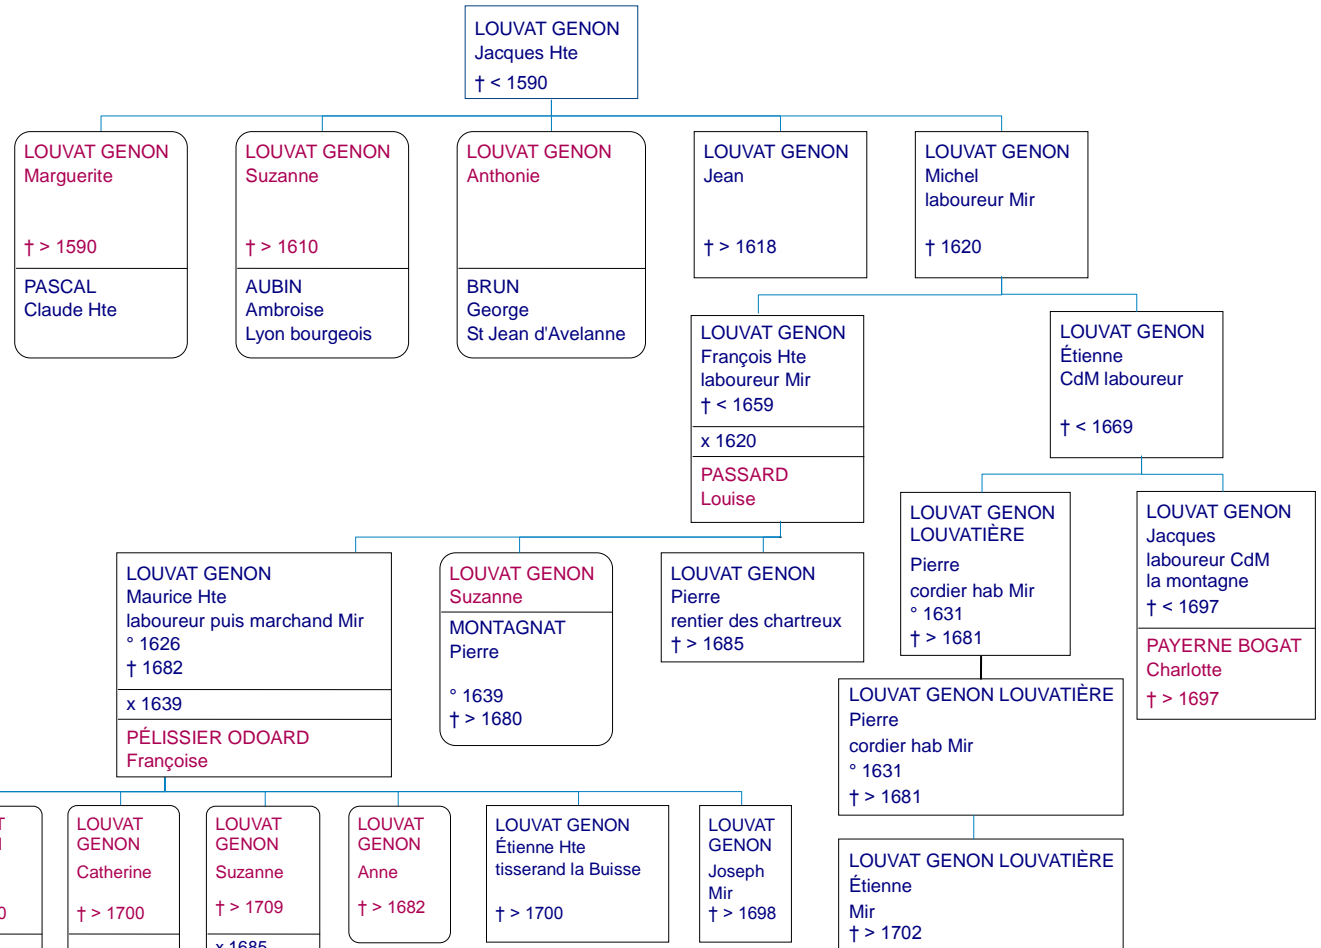 LOUVAT GENON
Jacques Hte
† < 1590
LOUVAT GENON
Marguerite
† > 1590
PASCAL
Claude Hte
LOUVAT GENON
Suzanne
† > 1610
AUBIN
Ambroise
Lyon bourgeois
LOUVAT GENON
Anthonie
BRUN
George
St Jean d'Avelanne
LOUVAT GENON
Jean
† > 1618
LOUVAT GENON
Michel
laboureur Mir
† 1620
LOUVAT GENON
François Hte
laboureur Mir
† < 1659
x 1620
PASSARD
Louise
LOUVAT GENON
Étienne
CdM laboureur
† < 1669
LOUVAT GENON
Maurice Hte
laboureur puis marchand Mir
° 1626
† 1682
x 1639
PÉLISSIER ODOARD
Françoise
LOUVAT GENON
Suzanne
MONTAGNAT
Pierre
° 1639
† > 1680
LOUVAT GENON
Pierre
rentier des chartreux
† > 1685
LOUVAT GENON
LOUVATIÈRE
Pierre
cordier hab Mir
° 1631
† > 1681
LOUVAT GENON
Jacques
laboureur CdM
la montagne
† < 1697
PAYERNE BOGAT
Charlotte
† > 1697
LOUVAT GENON LOUVATIÈRE
Pierre
cordier hab Mir
° 1631
† > 1681
LOUVAT
GENON
Catherine
† > 1700
LOUVAT
GENON
Suzanne
† > 1709
x 1685
LOUVAT
GENON
Anne
† > 1682
LOUVAT GENON
Étienne Hte
tisserand la Buisse
† > 1700
LOUVAT
GENON
Joseph
Mir
† > 1698
LOUVAT GENON LOUVATIÈRE
Étienne
Mir
† > 1702